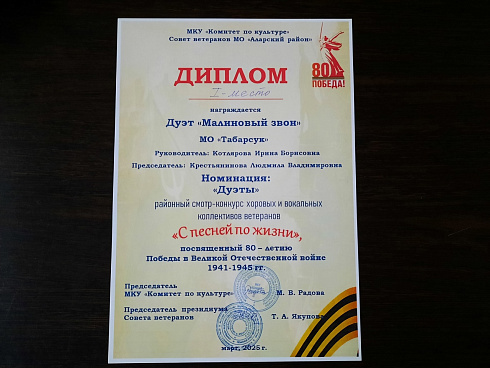 МКУ «Комитет по культуре»
Совет ветеранов МО «Аларский район»
80
ПОБЕДА!
ДИПЛОМ
I - место
награждается
Дуэт «Малиновый звон»
МО «Табарсук»
Руководитель: Котлярова Ирина Борисовна
Председатель: Крестьянинова Людмила Владимировна
Номинация:
«Дуэты»
районный смотр-конкурс хоровых и вокальных
коллективов ветеранов
«С песней по жизни»,
посвященный 80 – летию
Победы в Великой Отечественной войне
1941-1945 гг.
Председатель
МКУ «Комитет по культуре» М. В. Радова
Председатель президиума
Совета ветеранов Т. А. Якупова
март, 2025 г.